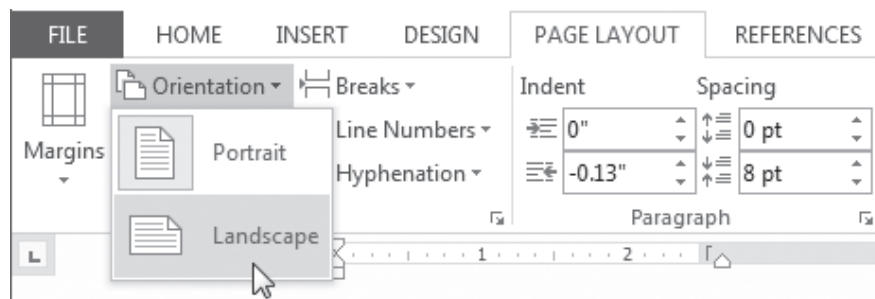 FILE HOME INSERT DESIGN PAGE LAYOUT REFERENCES
Orientation Breaks Indent Spacing
Margins
Portrait
Line Numbers 0" 0 pt
Hyphenation -0.13" 8 pt
Landscape
Paragraph
L 1 2